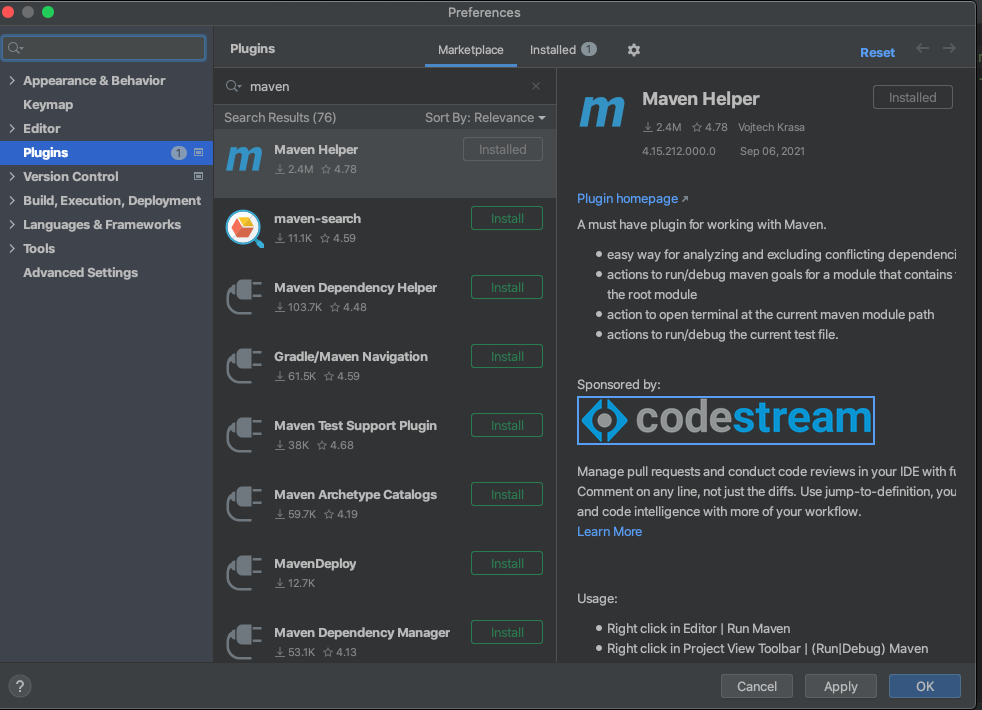 Preferences
Plugins
Marketplace
Installed 1
Reset
Appearance & Behavior
Keymap
Editor
Plugins 1
Version Control
Build, Execution, Deployment
Languages & Frameworks
Tools
Advanced Settings
maven
Search Results (76)
Sort By: Relevance
Maven Helper
Installed
2.4M 4.78
maven-search
Install
11.1K 4.59
Maven Dependency Helper
Install
103.7K 4.48
Gradle/Maven Navigation
Install
61.5K 4.59
Maven Test Support Plugin
Install
38K 4.68
Maven Archetype Catalogs
Install
59.7K 4.19
MavenDeploy
Install
12.7K
Maven Dependency Manager
Install
53.1K 4.13
m
m
Maven Helper
Installed
2.4M 4.78 Vojtech Krasa
4.15.212.000.0 Sep 06, 2021
Plugin homepage
A must have plugin for working with Maven.
easy way for analyzing and excluding conflicting dependenci
actions to run/debug maven goals for a module that contains
the root module
action to open terminal at the current maven module path
actions to run/debug the current test file.
Sponsored by:
codestream
Manage pull requests and conduct code reviews in your IDE with fu
Comment on any line, not just the diffs. Use jump-to-definition, you
and code intelligence with more of your workflow.
Learn More
Usage:
Right click in Editor | Run Maven
Right click in Project View Toolbar | (Run|Debug) Maven
?
Cancel
Apply
OK